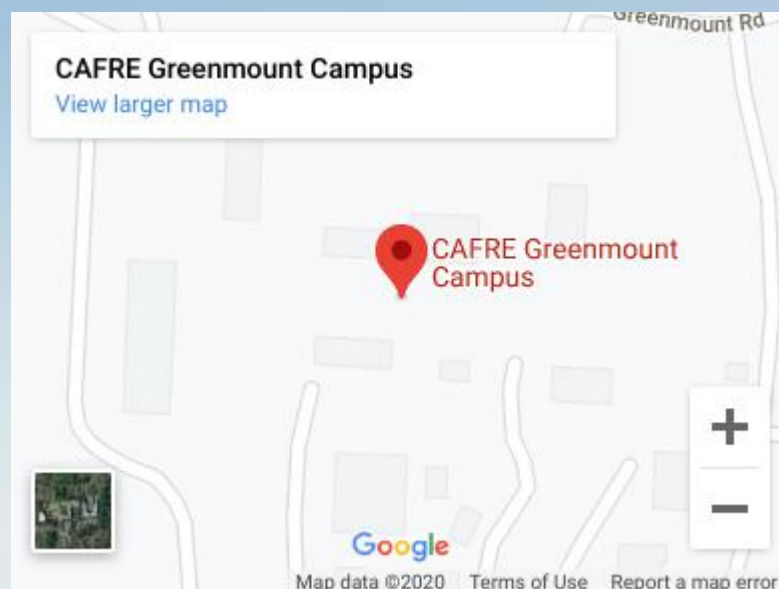 Greenmount Rd
CAFRE Greenmount Campus
View larger map
CAFRE Greenmount
Campus
Google
Map data ©2020 Terms of Use Report a map error